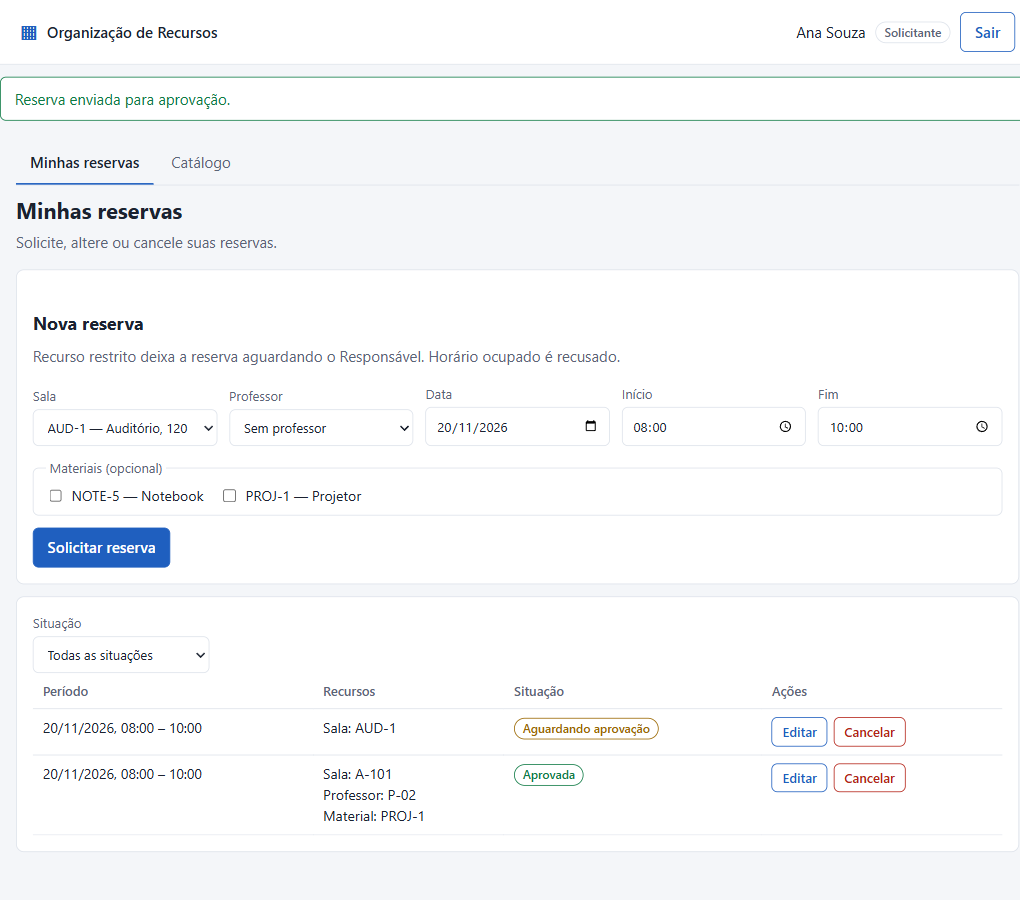 Organização de Recursos
Ana Souza Solicitante Sair
Reserva enviada para aprovação.
Minhas reservas Catálogo
Minhas reservas
Solicite, altere ou cancele suas reservas.
Nova reserva
Recurso restrito deixa a reserva aguardando o Responsável. Horário ocupado é recusado.
Sala Professor Data Início Fim
AUD-1 — Auditório, 120 Sem professor 20/11/2026 08:00 10:00
Materiais (opcional)
NOTE-5 — Notebook PROJ-1 — Projetor
Solicitar reserva
Situação
Todas as situações
Período Recursos Situação Ações
20/11/2026, 08:00 – 10:00 Sala: AUD-1 Aguardando aprovação Editar Cancelar
20/11/2026, 08:00 – 10:00 Sala: A-101 Aprovada Editar Cancelar
Professor: P-02
Material: PROJ-1